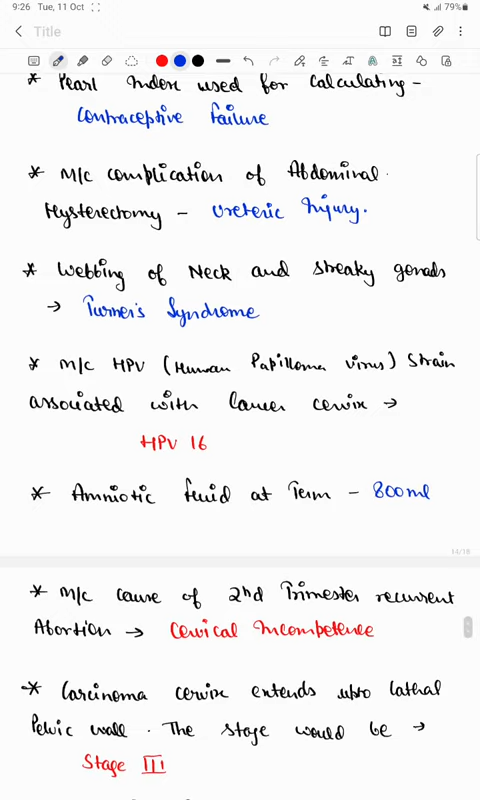 9:26 Tue, 11 Oct 79%
Title
* Pearl Index used for Calculating -
Contraceptive Failure
* M/c complication of Abdominal
Hysterectomy - Ureteric Injury.
* Webbing of Neck and streaky gonads
→ Turner's Syndrome
* M/c HPV (Human Papilloma virus) Strain
associated with Cancer cervix →
HPV 16
* Amniotic fluid at Term - 800ml
14/18
* M/c cause of 2nd Trimester recurrent
Abortion → Cervical Incompetence
* Carcinoma cervix extends upto lathal
Pelvic wall. The stage would be →
Stage III